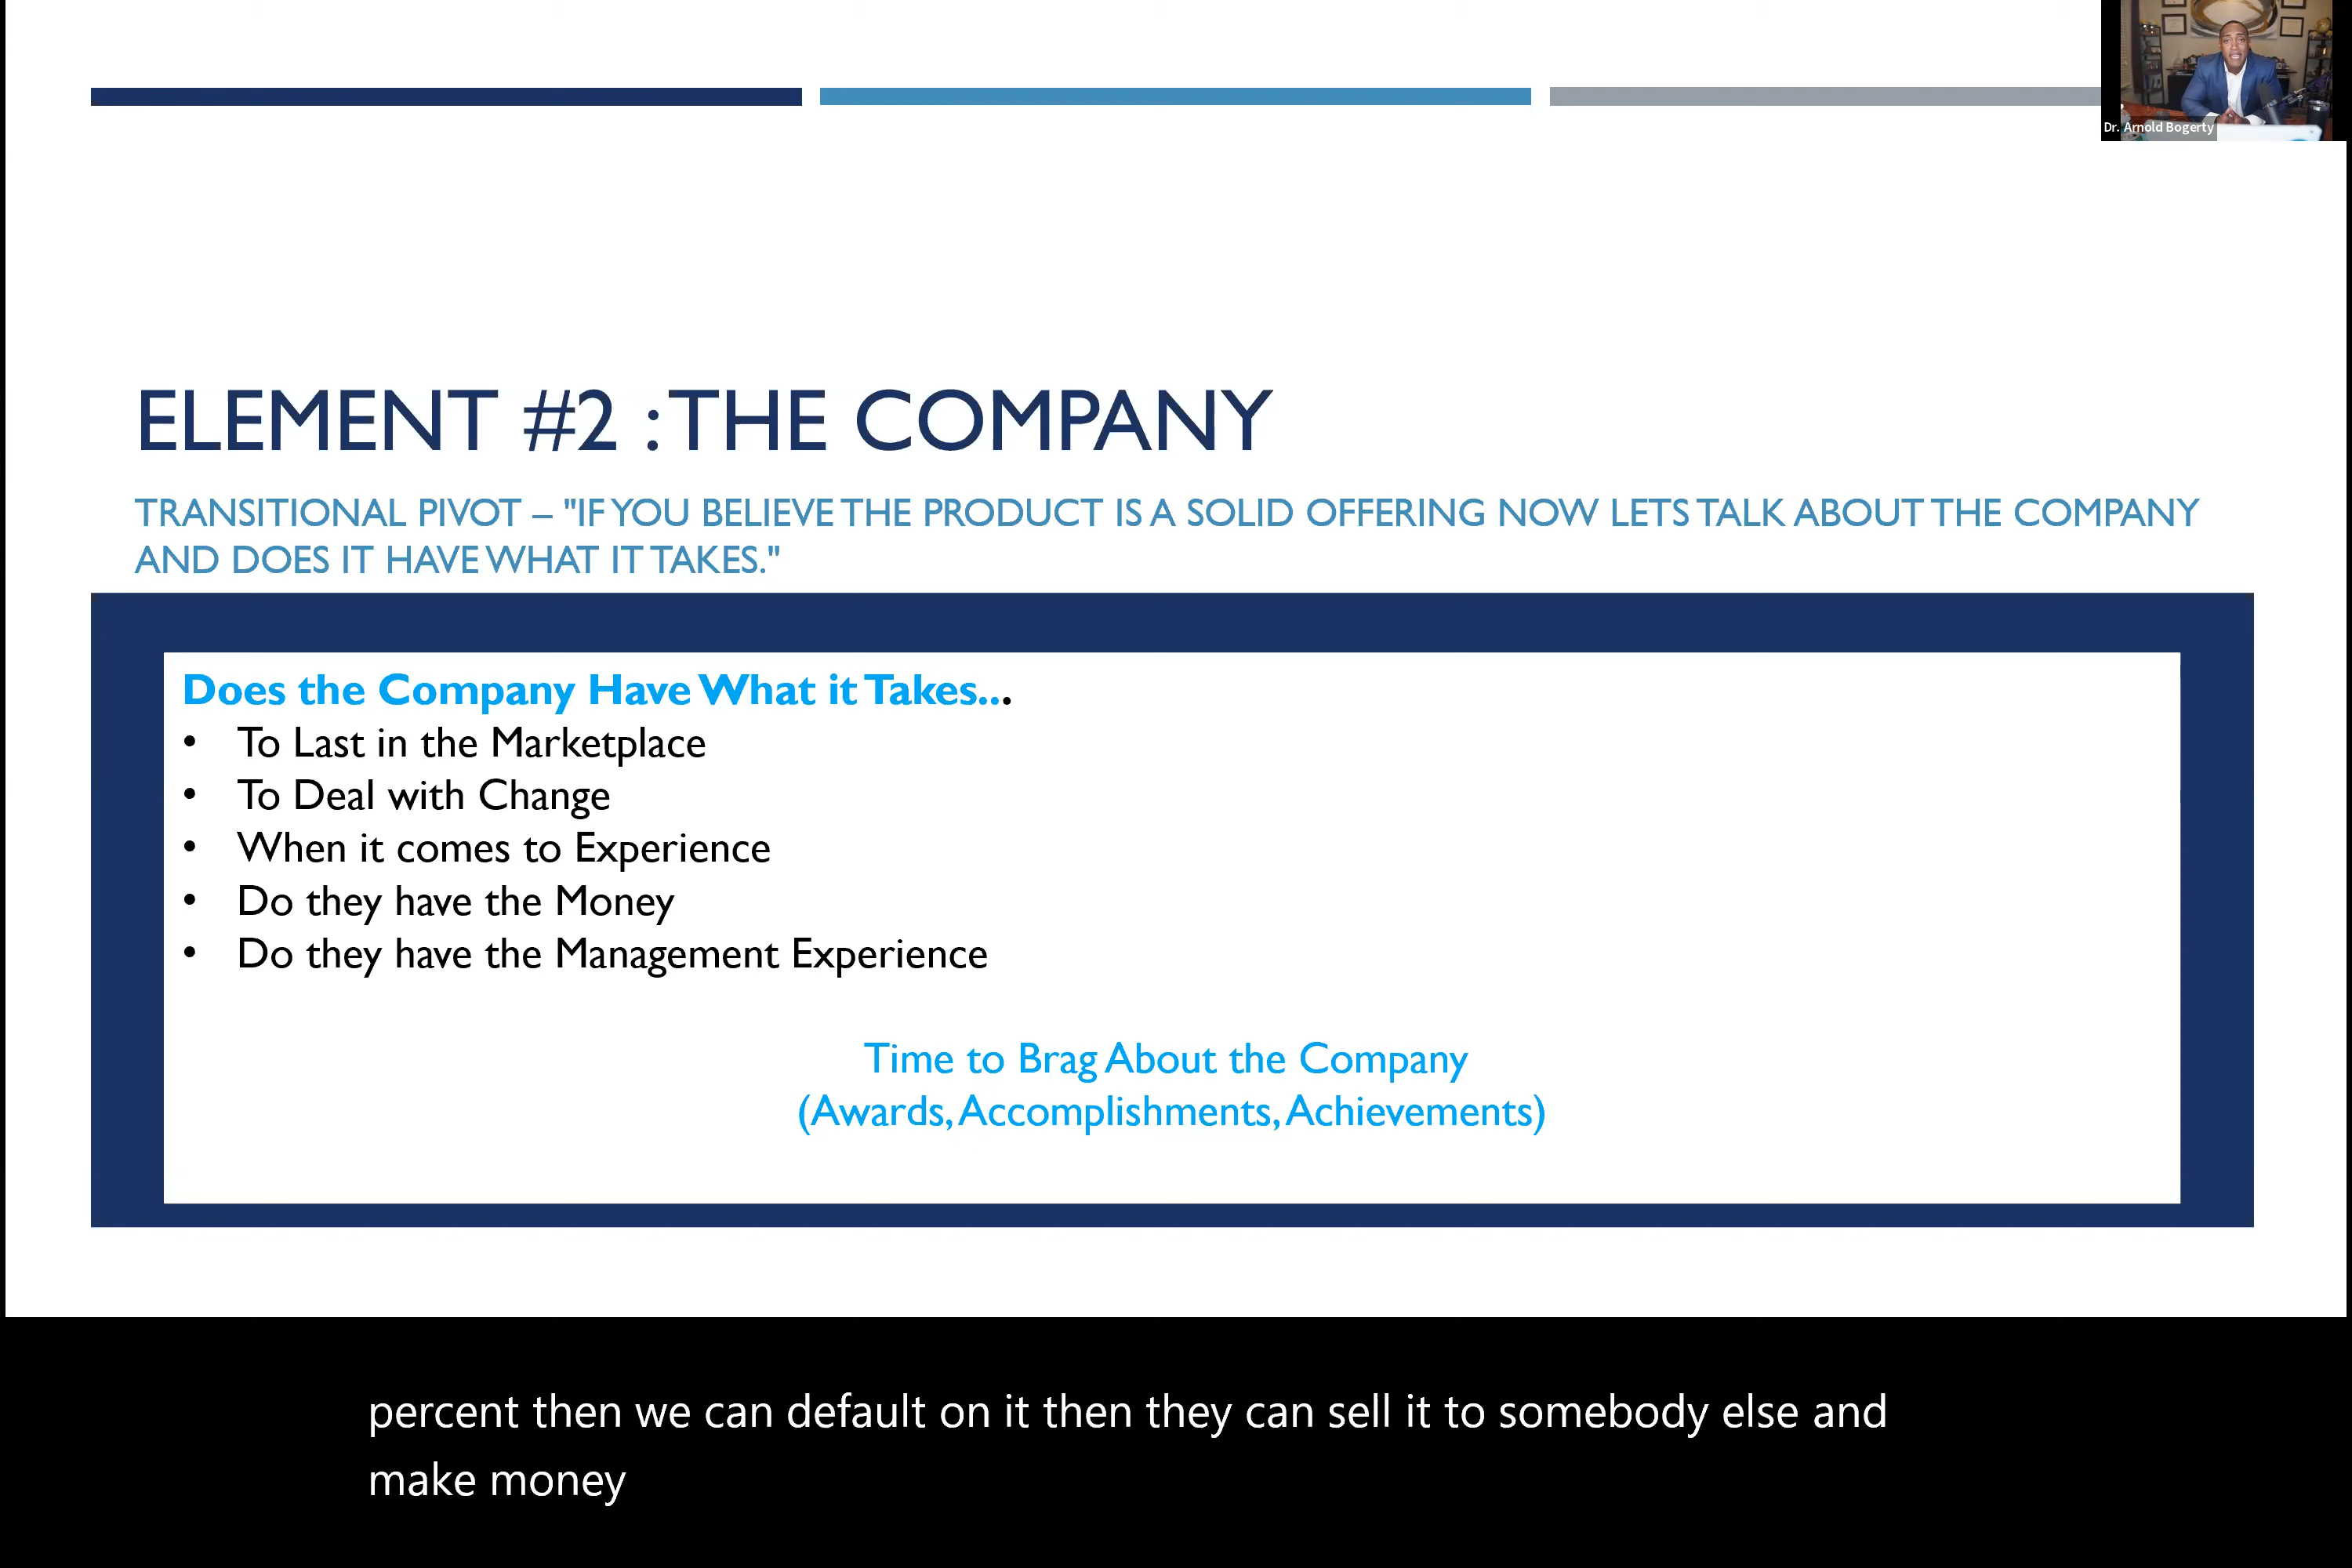 Dr. Arnold Bogerty
ELEMENT #2 : THE COMPANY
TRANSITIONAL PIVOT – "IF YOU BELIEVE THE PRODUCT IS A SOLID OFFERING NOW LETS TALK ABOUT THE COMPANY
AND DOES IT HAVE WHAT IT TAKES."
Does the Company Have What it Takes...
• To Last in the Marketplace
• To Deal with Change
• When it comes to Experience
• Do they have the Money
• Do they have the Management Experience
Time to Brag About the Company
(Awards, Accomplishments, Achievements)
percent then we can default on it then they can sell it to somebody else and
make money